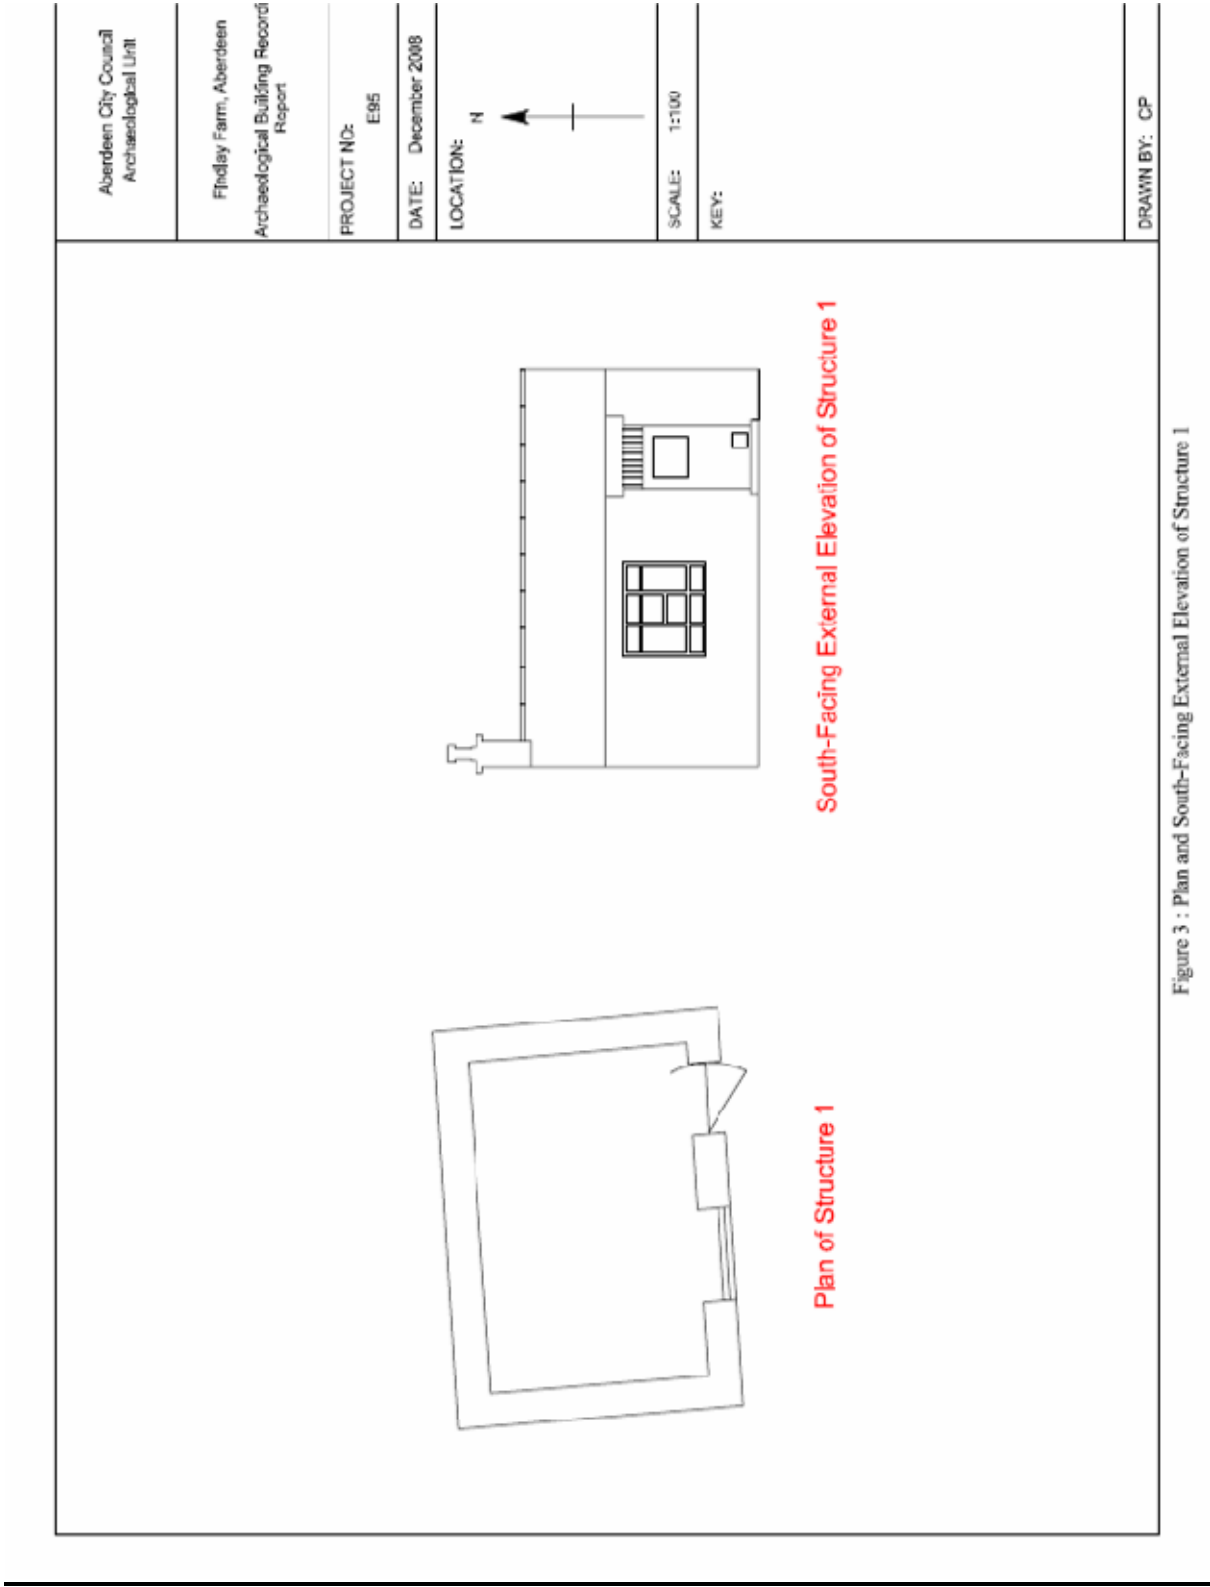 Aberdeen City Council
Archaeological Unit
Findlay Farm, Aberdeen
Archaeological Building Recordi
Report
PROJECT NO:
E95
DATE: December 2008
LOCATION:
N
SCALE: 1:100
KEY:
DRAWN BY: CP
Plan of Structure 1
South-Facing External Elevation of Structure 1
Figure 3 : Plan and South-Facing External Elevation of Structure 1